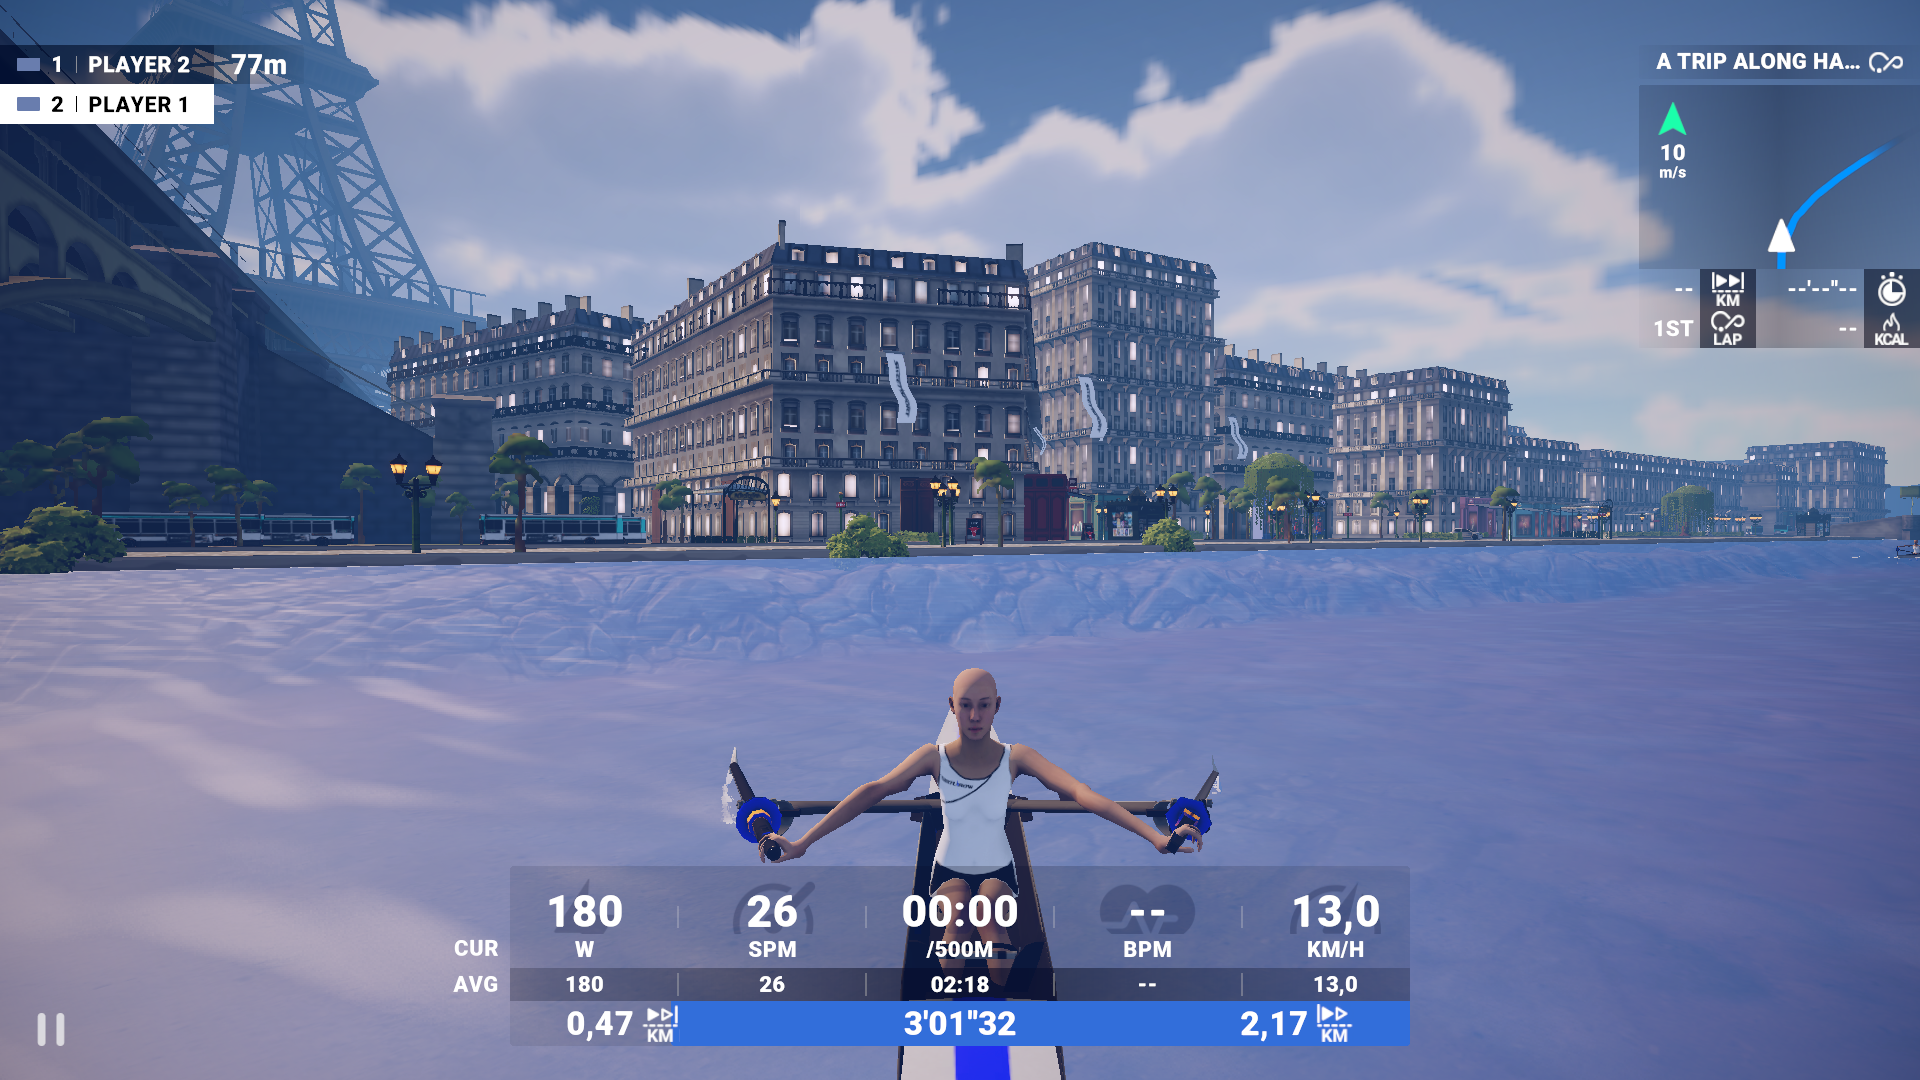 1 | PLAYER 2 77m
2 | PLAYER 1
A TRIP ALONG HA...
10
m/s
-- KM --'--"--
1ST LAP -- KCAL
180 26 00:00 -- 13,0
CUR W SPM /500M BPM KM/H
AVG 180 26 02:18 -- 13,0
0,47 KM 3'01"32 2,17 KM